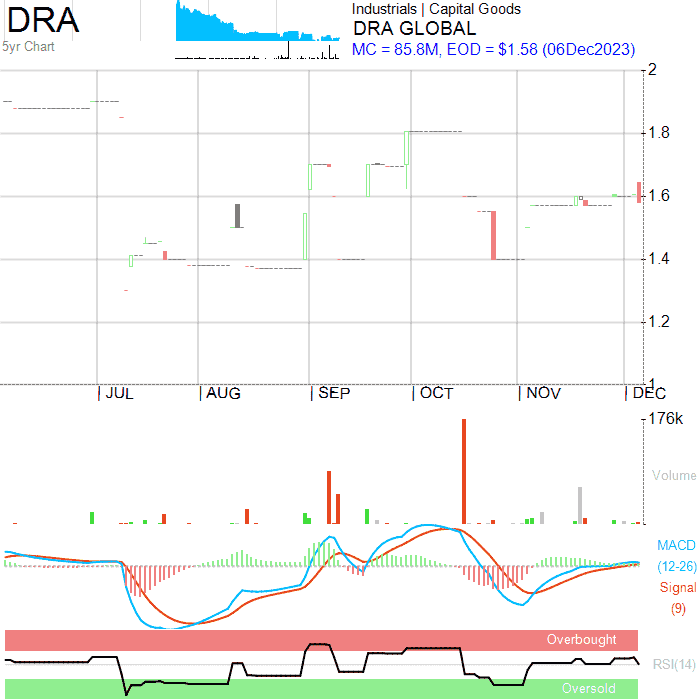 DRA
5yr Chart
Industrials | Capital Goods
DRA GLOBAL
MC = 85.8M, EOD = $1.58 (06Dec2023)
2
1.8
1.6
1.4
1.2
1
JUL
AUG
SEP
OCT
NOV
DEC
176k
Volume
MACD
(12-26)
Signal
(9)
Overbought
RSI(14)
Oversold